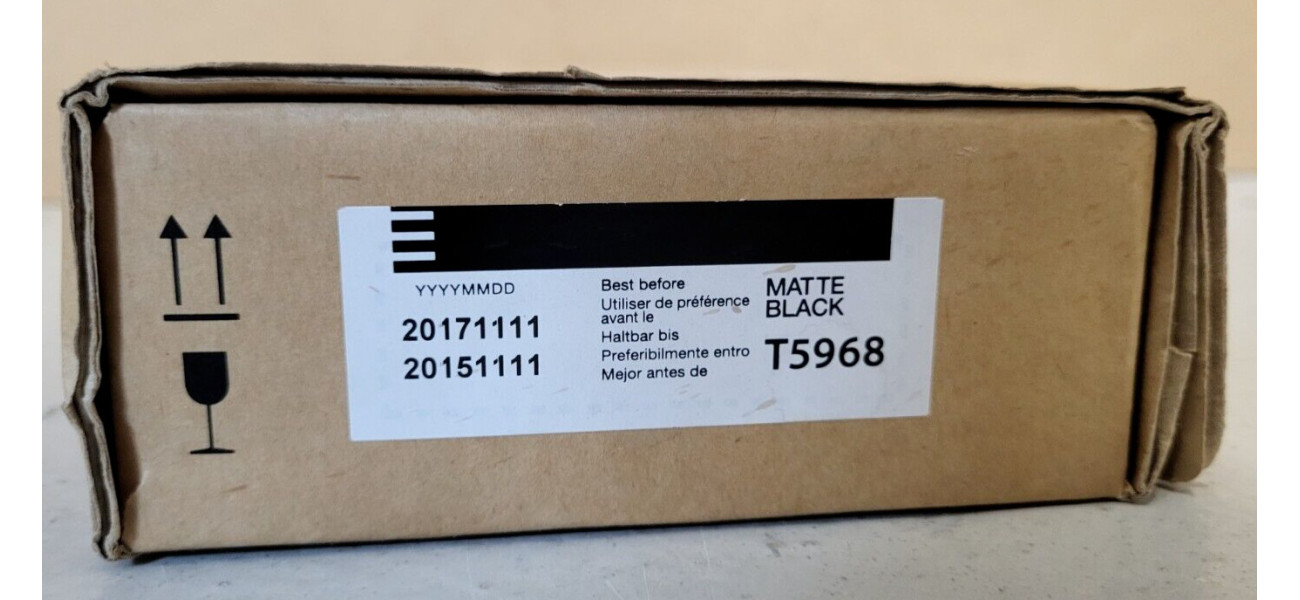 YYYYMMDD
20171111
20151111
Best before
Utiliser de préférence
avant le
Haltbar bis
Preferibilmente entro
Mejor antes de
MATTE
BLACK
T5968